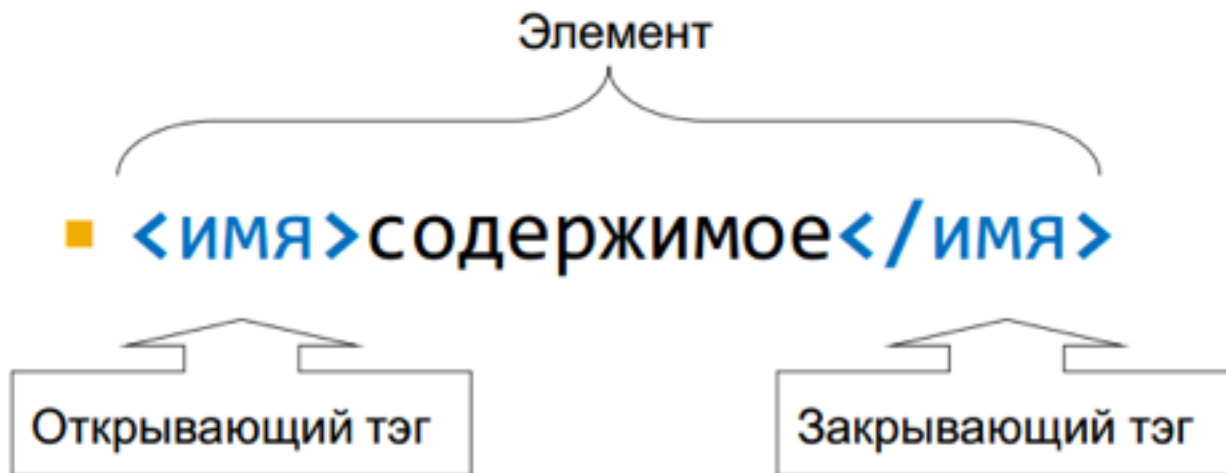 Элемент
<имя>содержимое</имя>
Открывающий тэг
Закрывающий тэг